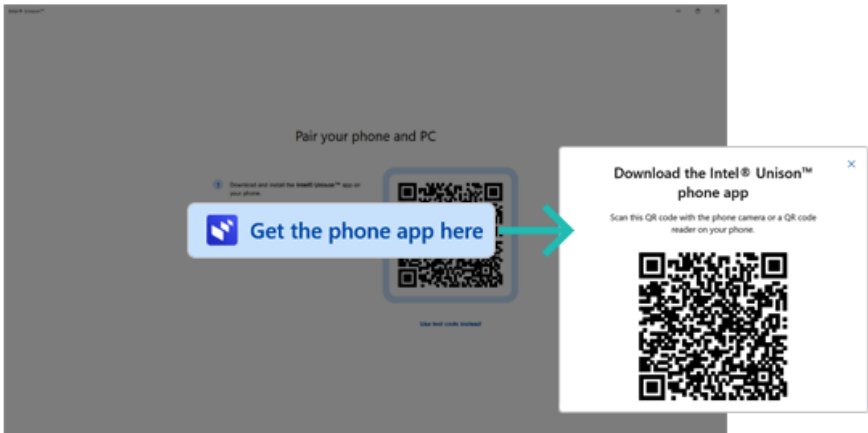 Intel® Unison™
Pair your phone and PC
1 Download and install the Intel® Unison™ app on
your phone.
Get the phone app here
Use text code instead
Download the Intel® Unison™
phone app
Scan this QR code with the phone camera or a QR code
reader on your phone.